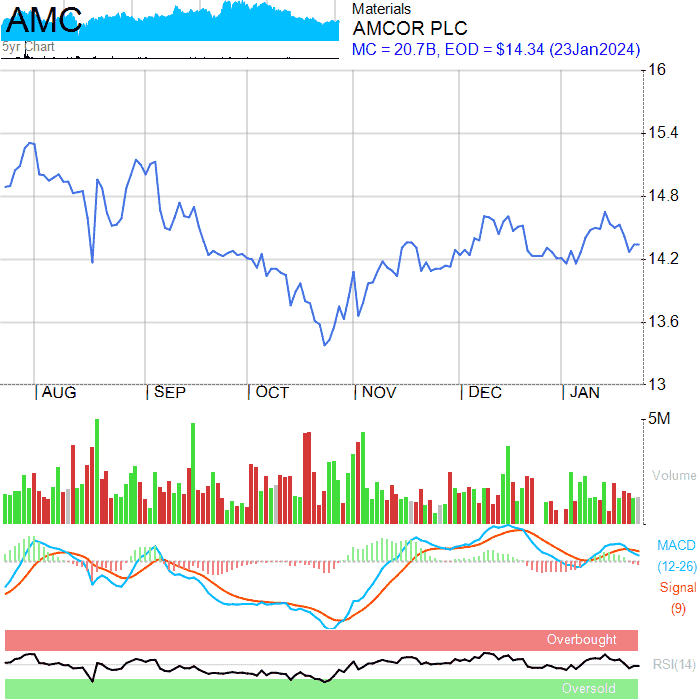 AMC
5yr Chart
Materials
AMCOR PLC
MC = 20.7B, EOD = $14.34 (23Jan2024)
16
15.4
14.8
14.2
13.6
13
AUG SEP OCT NOV DEC JAN
5M
Volume
MACD
(12-26)
Signal
(9)
Overbought
RSI(14)
Oversold